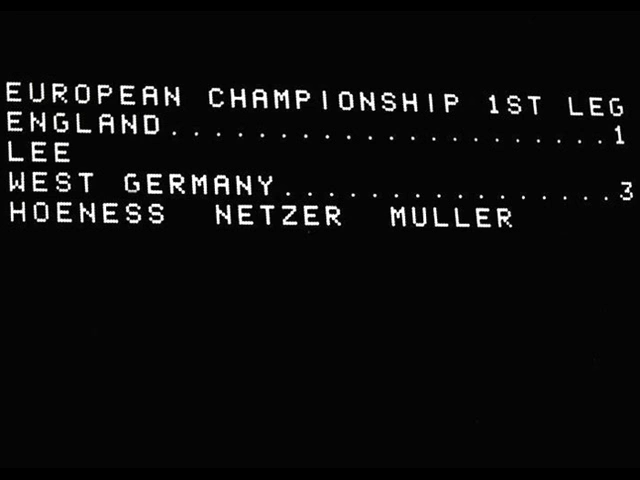 EUROPEAN CHAMPIONSHIP 1ST LEG
ENGLAND.....................1
LEE
WEST GERMANY................3
HOENESS NETZER MULLER